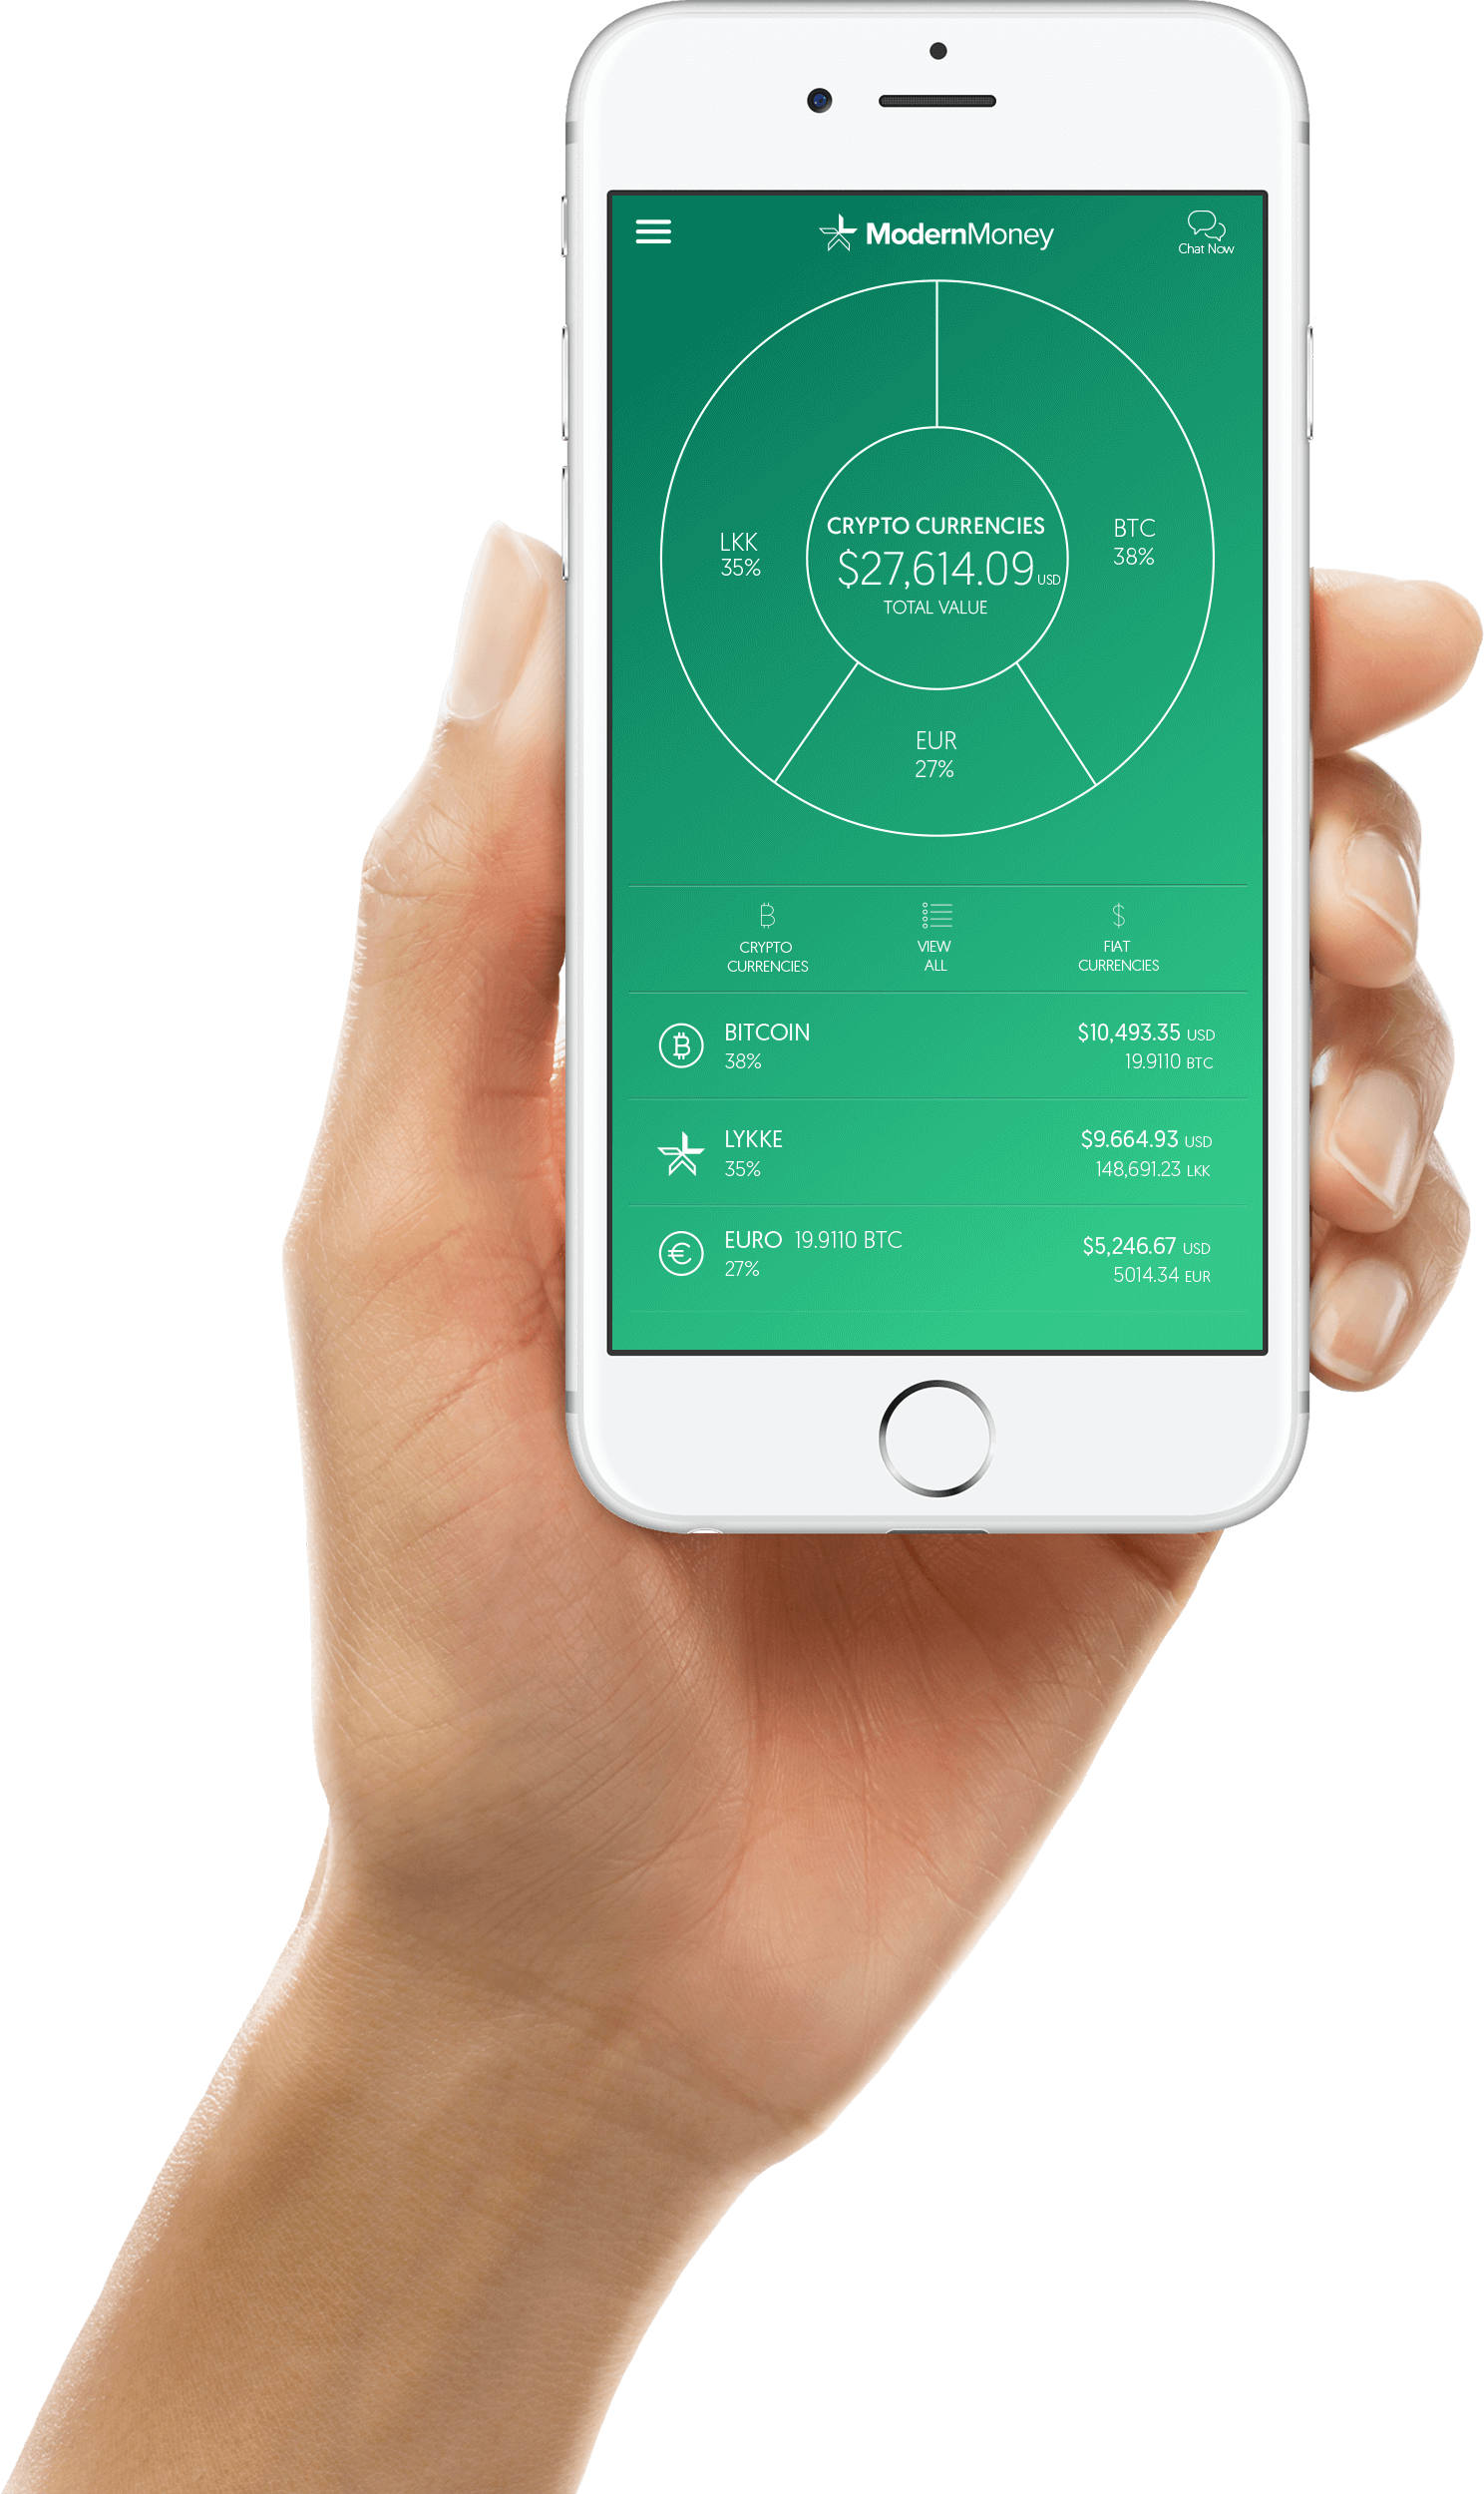 ModernMoney
Chat Now
LKK
35%
BTC
38%
CRYPTO CURRENCIES
$27,614.09 USD
TOTAL VALUE
EUR
27%
CRYPTO
CURRENCIES
VIEW
ALL
FIAT
CURRENCIES
BITCOIN
38%
$10,493.35 USD
19.9110 BTC
LYKKE
35%
$9.664.93 USD
148,691.23 LKK
EURO 19.9110 BTC
27%
$5,246.67 USD
5014.34 EUR